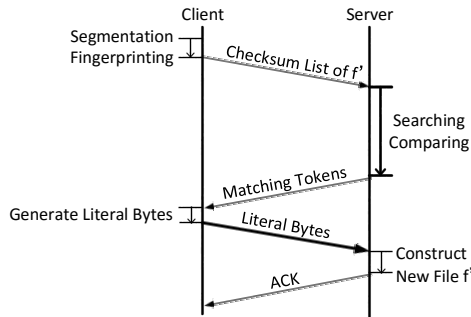 Client
Server
Segmentation
Fingerprinting
Checksum List of f'
Searching
Comparing
Matching Tokens
Generate Literal Bytes
Literal Bytes
Construct
New File f'
ACK